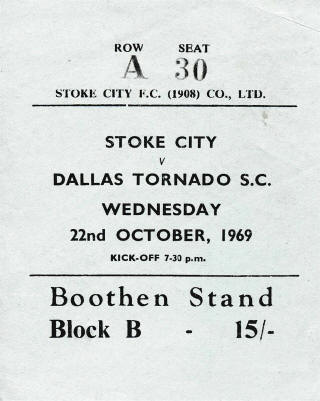 ROW SEAT
A 30
STOKE CITY F.C. (1908) CO., LTD.
STOKE CITY
v
DALLAS TORNADO S.C.
WEDNESDAY
22nd OCTOBER, 1969
KICK-OFF 7-30 p.m.
Boothen Stand
Block B - 15/-